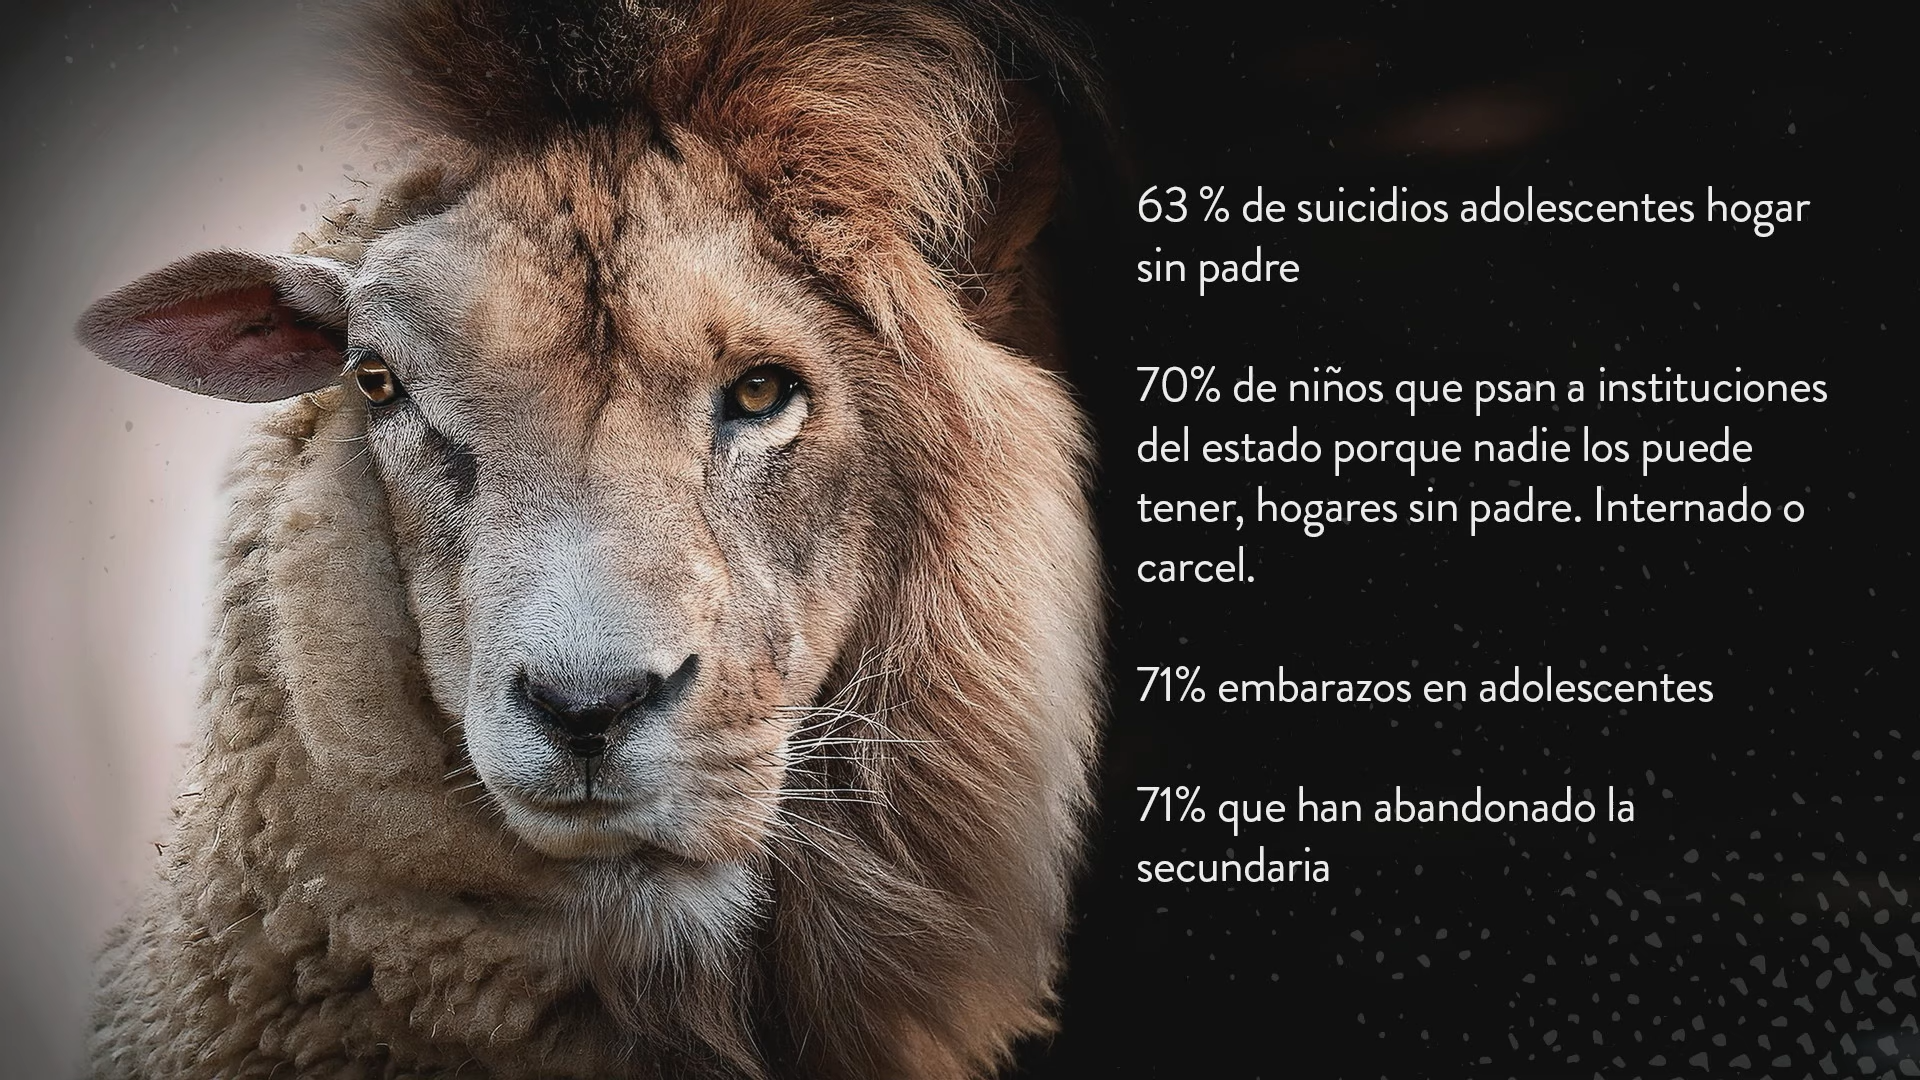 63 % de suicidios adolescentes hogar
sin padre
70% de niños que psan a instituciones
del estado porque nadie los puede
tener, hogares sin padre. Internado o
carcel.
71% embarazos en adolescentes
71% que han abandonado la
secundaria